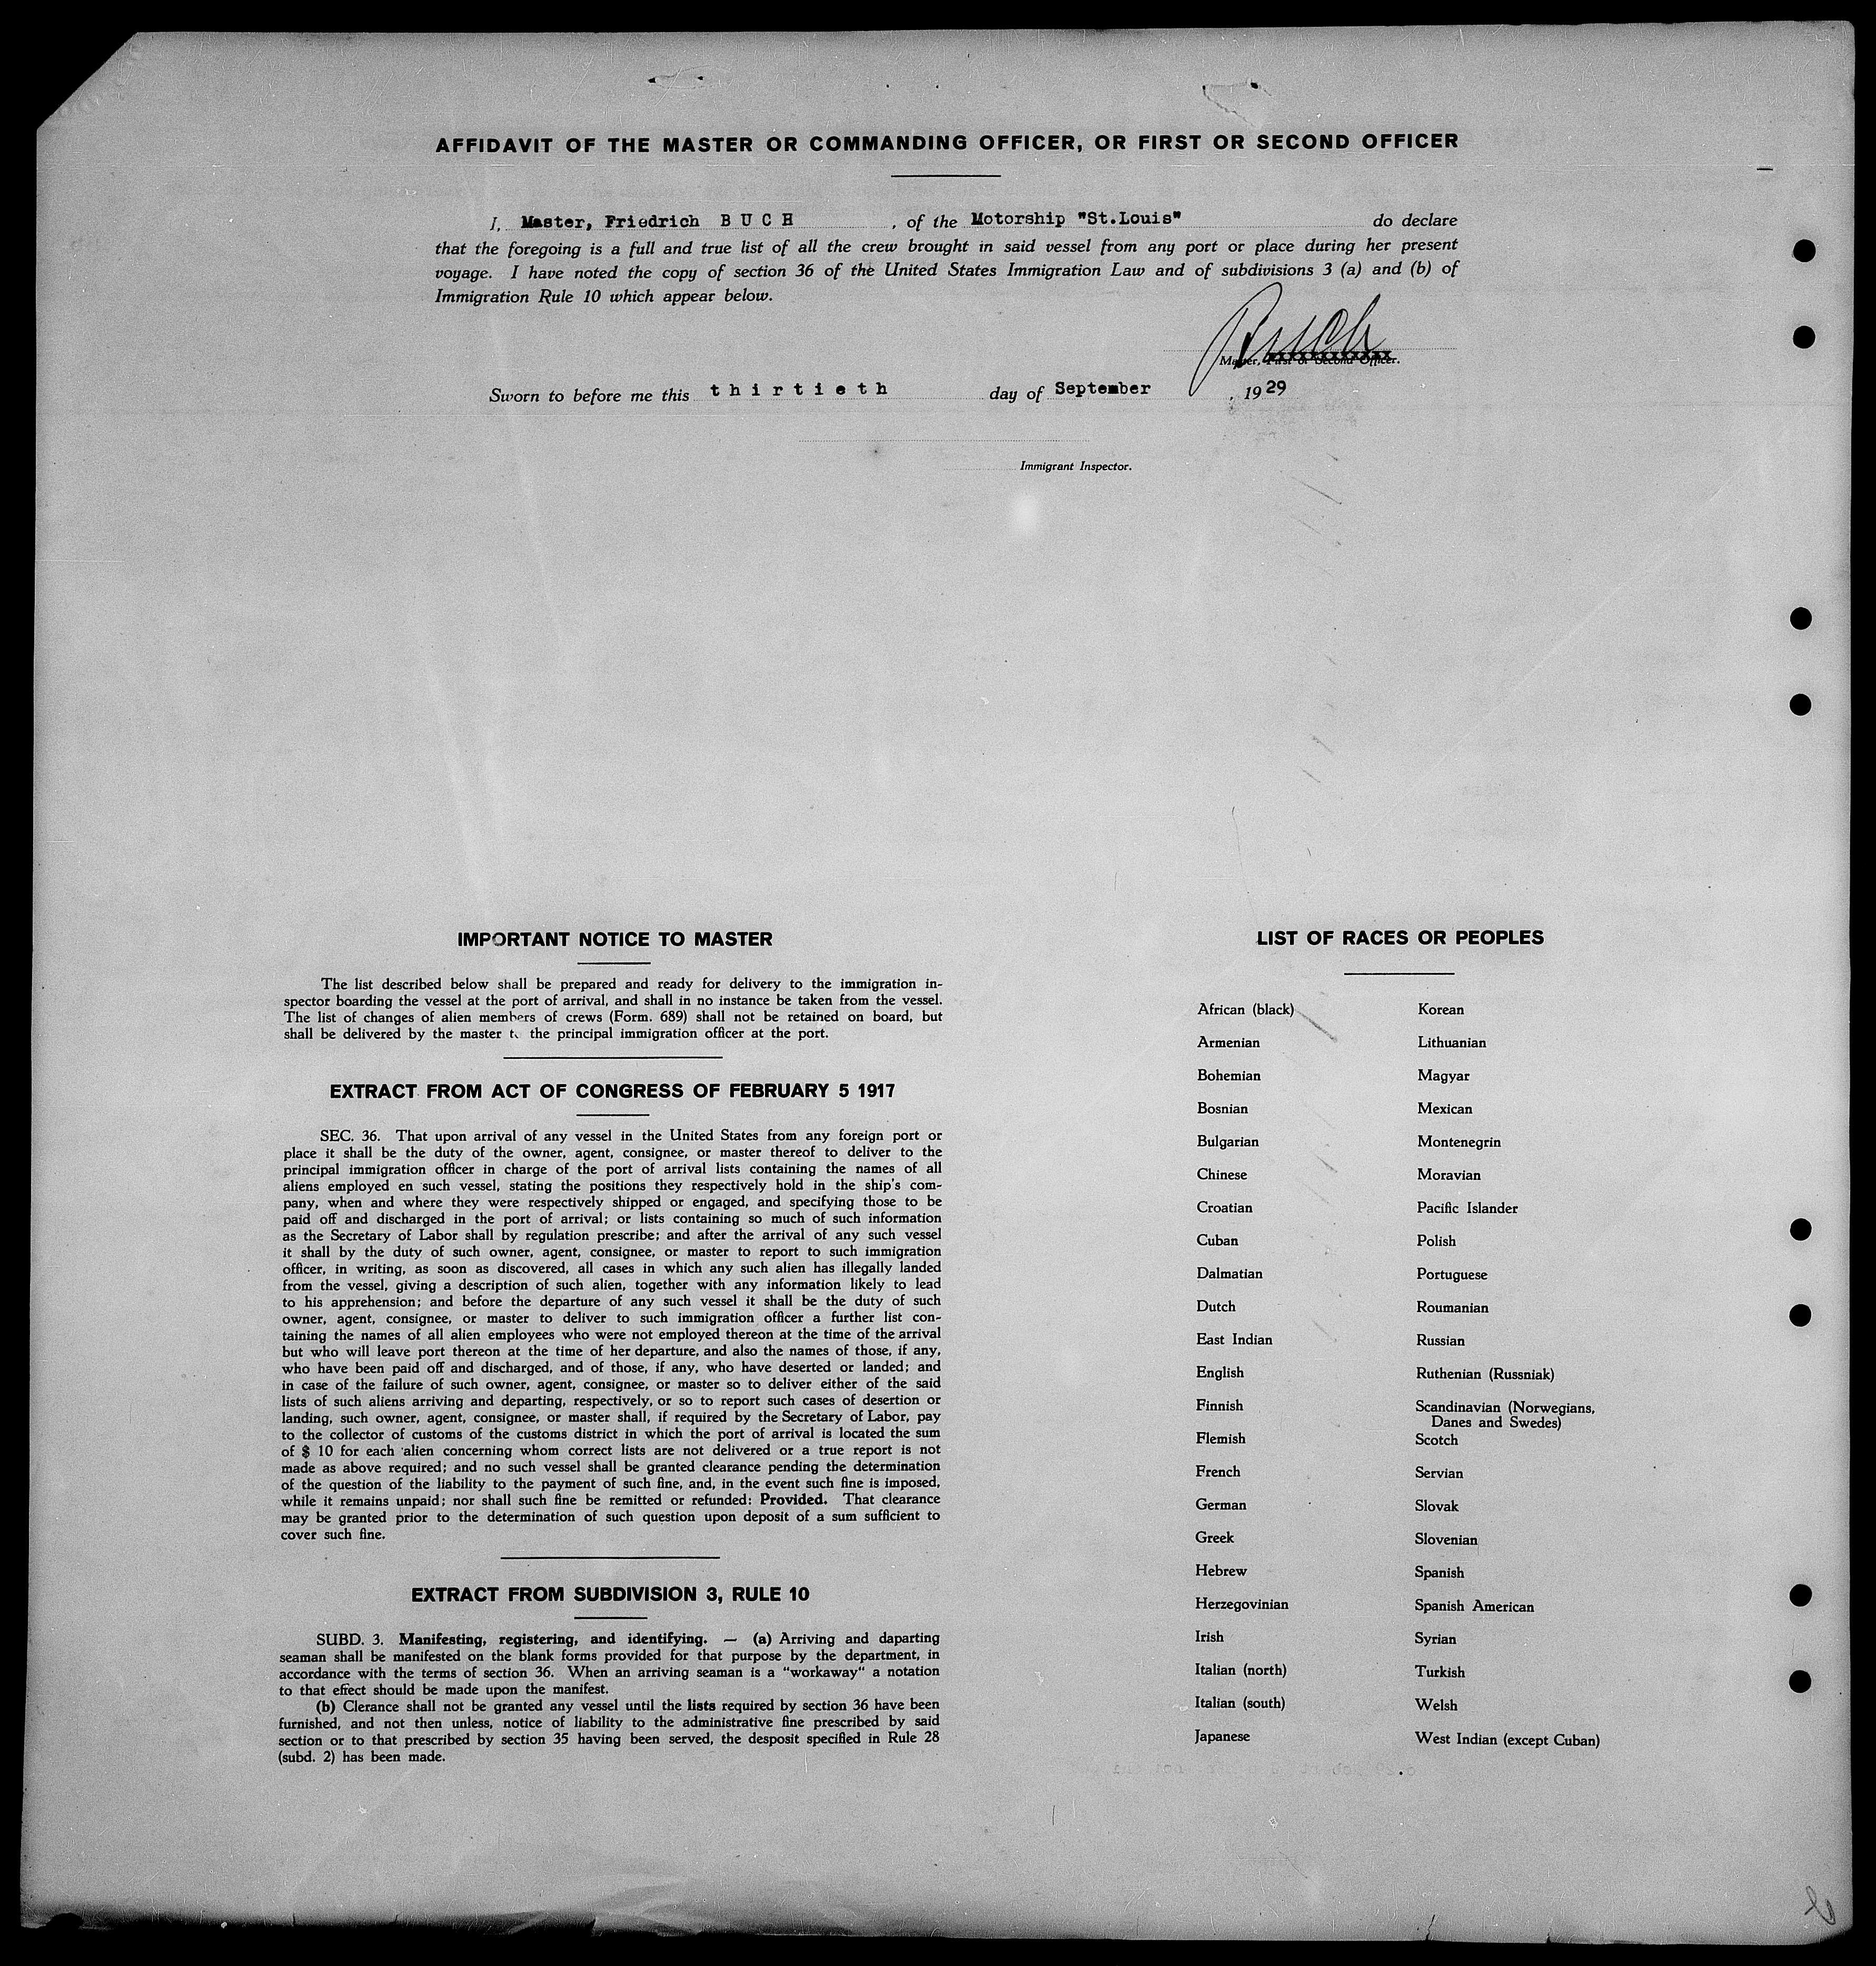 AFFIDAVIT OF THE MASTER OR COMMANDING OFFICER, OR FIRST OR SECOND OFFICER
I, Master, Friedrich B U C H , of the Motorship "St.Louis" do declare
that the foregoing is a full and true list of all the crew brought in said vessel from any port or place during her present
voyage. I have noted the copy of section 36 of the United States Immigration Law and of subdivisions 3 (a) and (b) of
Immigration Rule 10 which appear below.
Buch
Master, First or Second Officer.
Sworn to before me this t h i r t i e t h day of September , 1929
Immigrant Inspector.
IMPORTANT NOTICE TO MASTER
The list described below shall be prepared and ready for delivery to the immigration in-
spector boarding the vessel at the port of arrival, and shall in no instance be taken from the vessel.
The list of changes of alien members of crews (Form. 689) shall not be retained on board, but
shall be delivered by the master to the principal immigration officer at the port.
EXTRACT FROM ACT OF CONGRESS OF FEBRUARY 5 1917
SEC. 36. That upon arrival of any vessel in the United States from any foreign port or
place it shall be the duty of the owner, agent, consignee, or master thereof to deliver to the
principal immigration officer in charge of the port of arrival lists containing the names of all
aliens employed en such vessel, stating the positions they respectively hold in the ship's com-
pany, when and where they were respectively shipped or engaged, and specifying those to be
paid off and discharged in the port of arrival; or lists containing so much of such information
as the Secretary of Labor shall by regulation prescribe; and after the arrival of any such vessel
it shall by the duty of such owner, agent, consignee, or master to report to such immigration
officer, in writing, as soon as discovered, all cases in which any such alien has illegally landed
from the vessel, giving a description of such alien, together with any information likely to lead
to his apprehension; and before the departure of any such vessel it shall be the duty of such
owner, agent, consignee, or master to deliver to such immigration officer a further list con-
taining the names of all alien employees who were not employed thereon at the time of the arrival
but who will leave port thereon at the time of her departure, and also the names of those, if any,
who have been paid off and discharged, and of those, if any, who have deserted or landed; and
in case of the failure of such owner, agent, consignee, or master so to deliver either of the said
lists of such aliens arriving and departing, respectively, or so to report such cases of desertion or
landing, such owner, agent, consignee, or master shall, if required by the Secretary of Labor, pay
to the collector of customs of the customs district in which the port of arrival is located the sum
of $ 10 for each alien concerning whom correct lists are not delivered or a true report is not
made as above required; and no such vessel shall be granted clearance pending the determination
of the question of the liability to the payment of such fine, and, in the event such fine is imposed,
while it remains unpaid; nor shall such fine be remitted or refunded: Provided. That clearance
may be granted prior to the determination of such question upon deposit of a sum sufficient to
cover such fine.
EXTRACT FROM SUBDIVISION 3, RULE 10
SUBD. 3. Manifesting, registering, and identifying. — (a) Arriving and daparting
seaman shall be manifested on the blank forms provided for that purpose by the department, in
accordance with the terms of section 36. When an arriving seaman is a "workaway" a notation
to that effect should be made upon the manifest.
(b) Clerance shall not be granted any vessel until the lists required by section 36 have been
furnished, and not then unless, notice of liability to the administrative fine prescribed by said
section or to that prescribed by section 35 having been served, the desposit specified in Rule 28
(subd. 2) has been made.
LIST OF RACES OR PEOPLES
African (black)
Armenian
Bohemian
Bosnian
Bulgarian
Chinese
Croatian
Cuban
Dalmatian
Dutch
East Indian
English
Finnish
Flemish
French
German
Greek
Hebrew
Herzegovinian
Irish
Italian (north)
Italian (south)
Japanese
Korean
Lithuanian
Magyar
Mexican
Montenegrin
Moravian
Pacific Islander
Polish
Portuguese
Roumanian
Russian
Ruthenian (Russniak)
Scandinavian (Norwegians,
Danes and Swedes)
Scotch
Servian
Slovak
Slovenian
Spanish
Spanish American
Syrian
Turkish
Welsh
West Indian (except Cuban)